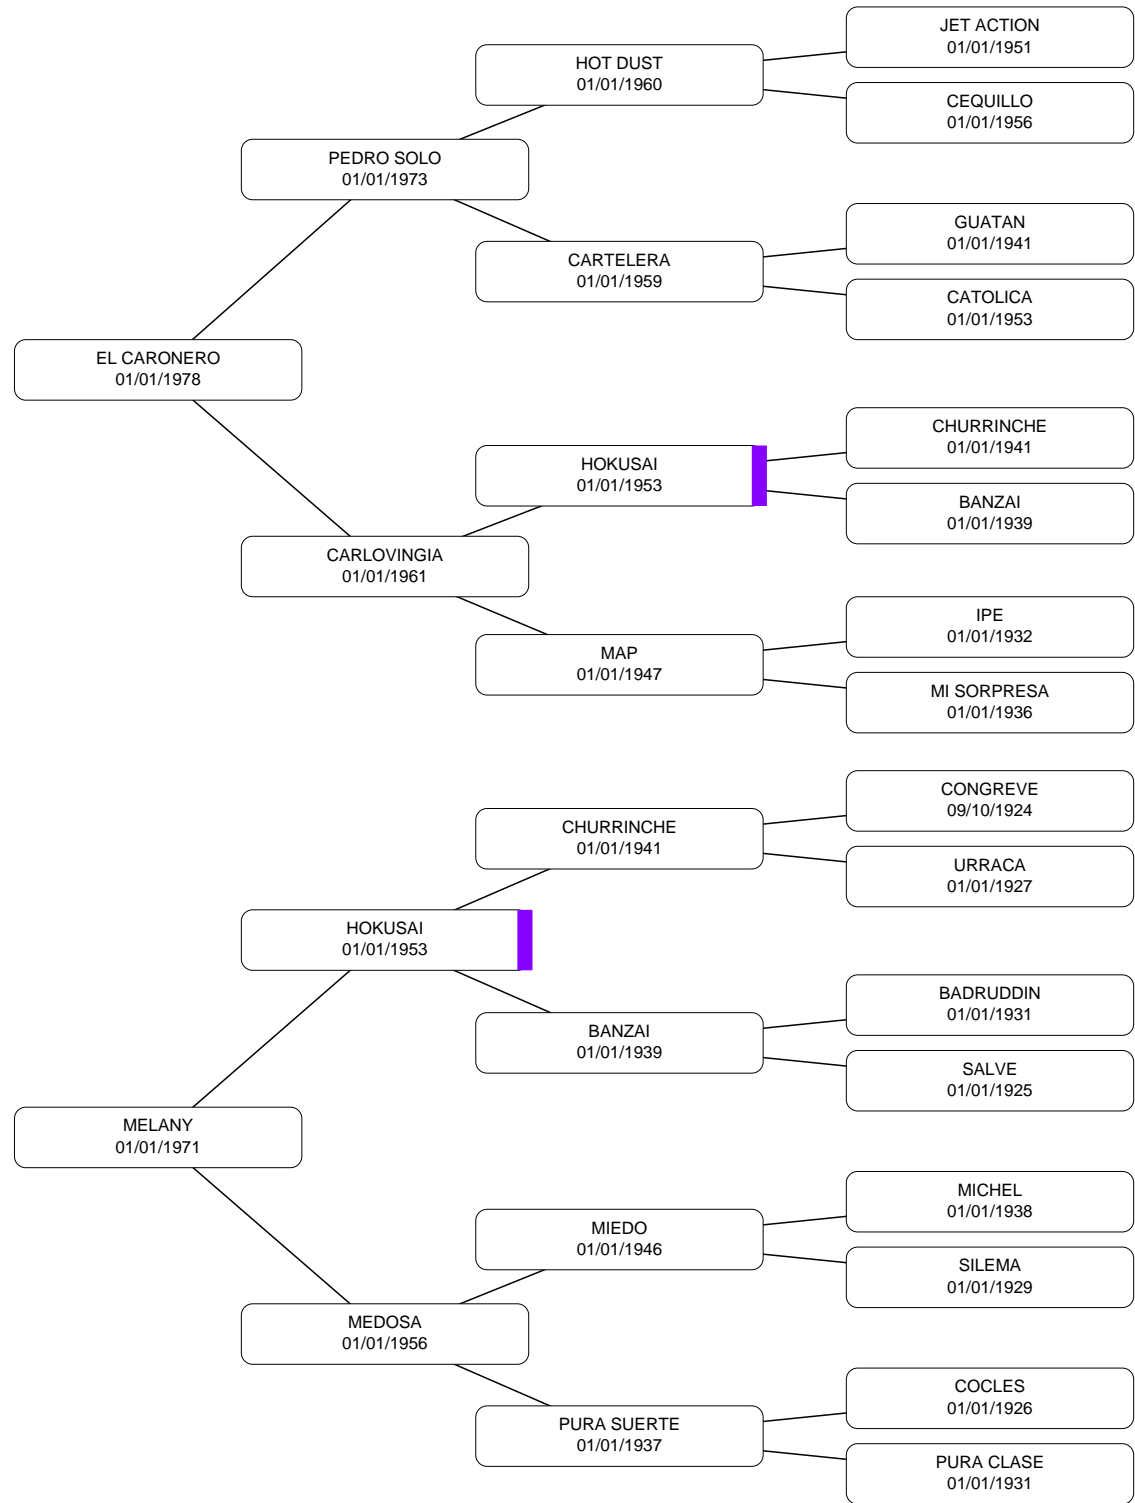 JET ACTION
01/01/1951
HOT DUST
01/01/1960
CEQUILLO
01/01/1956
PEDRO SOLO
01/01/1973
GUATAN
01/01/1941
CARTELERA
01/01/1959
CATOLICA
01/01/1953
EL CARONERO
01/01/1978
CHURRINCHE
01/01/1941
HOKUSAI
01/01/1953
BANZAI
01/01/1939
CARLOVINGIA
01/01/1961
IPE
01/01/1932
MAP
01/01/1947
MI SORPRESA
01/01/1936
CONGREVE
09/10/1924
CHURRINCHE
01/01/1941
URRACA
01/01/1927
HOKUSAI
01/01/1953
BADRUDDIN
01/01/1931
BANZAI
01/01/1939
SALVE
01/01/1925
MELANY
01/01/1971
MICHEL
01/01/1938
MIEDO
01/01/1946
SILEMA
01/01/1929
MEDOSA
01/01/1956
COCLES
01/01/1926
PURA SUERTE
01/01/1937
PURA CLASE
01/01/1931